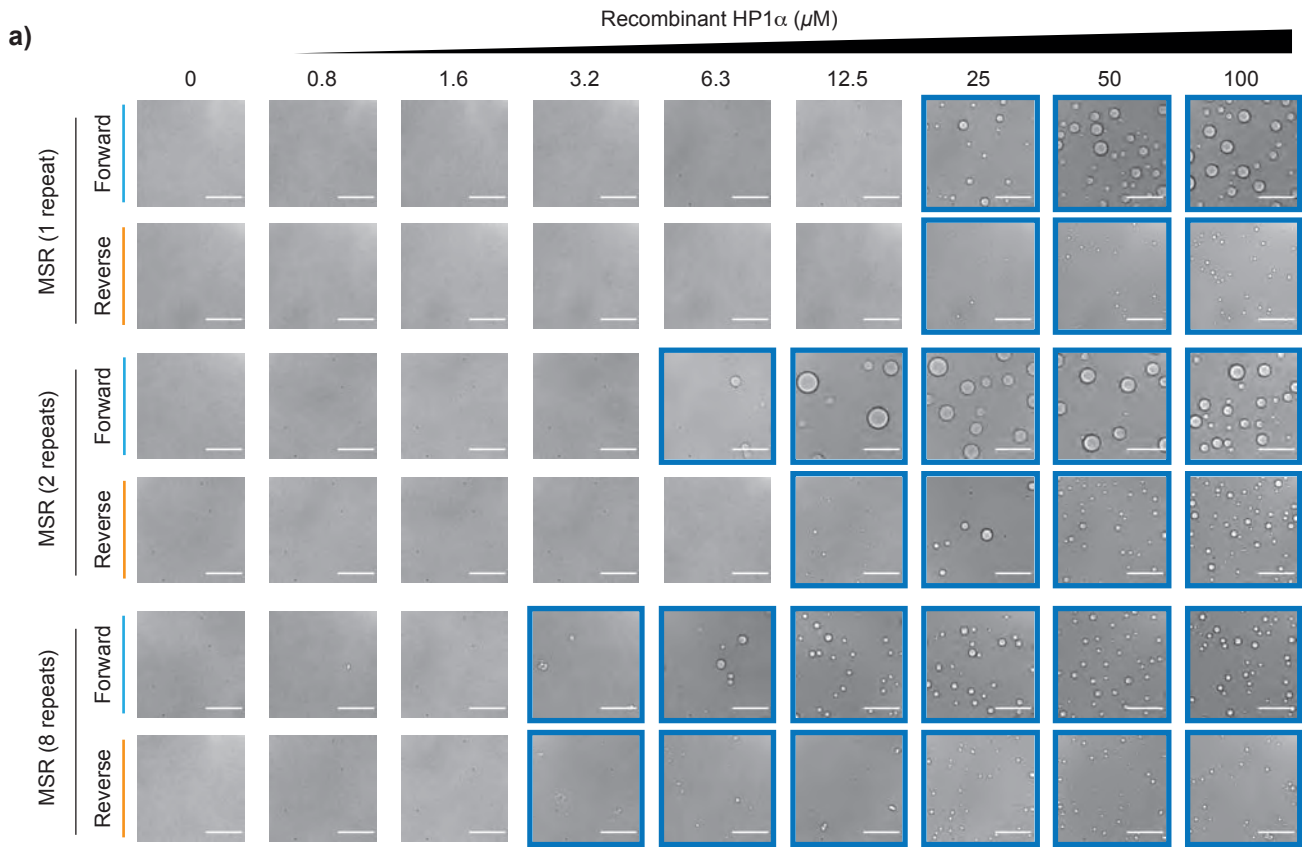 a)
Recombinant HP1α (µM)
0 0.8 1.6 3.2 6.3 12.5 25 50 100
MSR (1 repeat)
Forward
Reverse
MSR (2 repeats)
Forward
Reverse
MSR (8 repeats)
Forward
Reverse